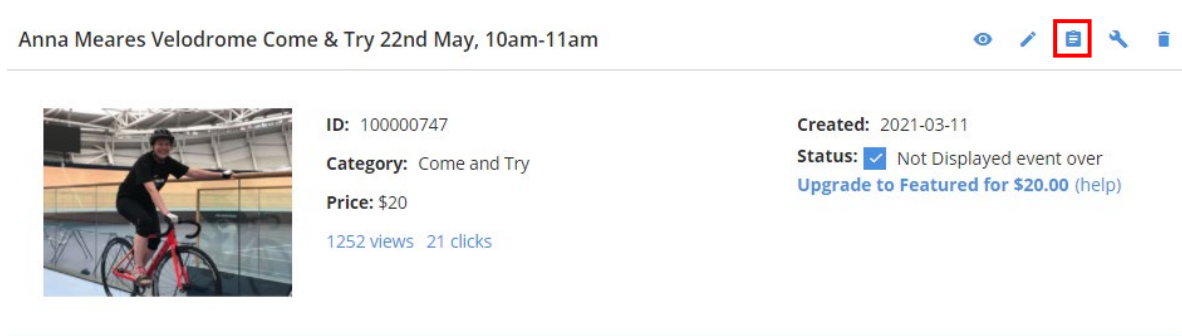 Anna Meares Velodrome Come & Try 22nd May, 10am-11am
ID: 100000747
Category: Come and Try
Price: $20
1252 views 21 clicks
Created: 2021-03-11
Status: Not Displayed event over
Upgrade to Featured for $20.00 (help)